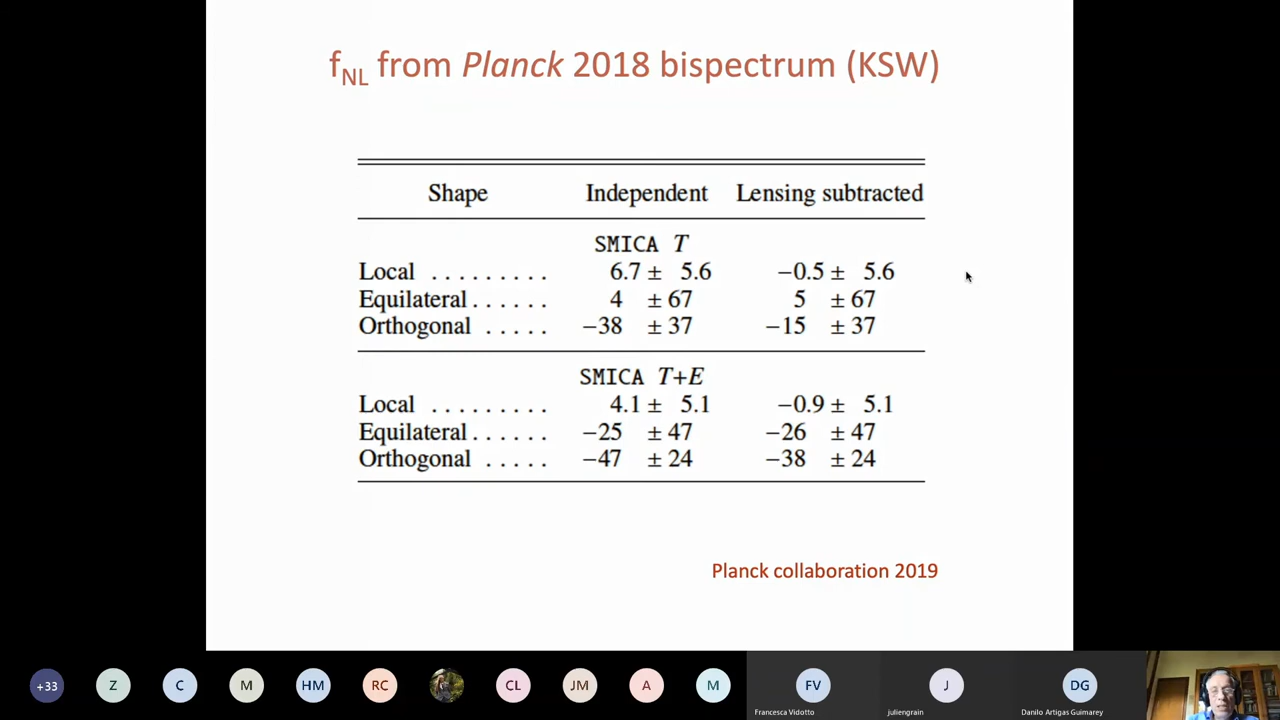 fNL from Planck 2018 bispectrum (KSW)
Shape Independent Lensing subtracted
SMICA T
Local . . . . . . . . . 6.7 ± 5.6 −0.5 ± 5.6
Equilateral . . . . . . 4 ± 67 5 ± 67
Orthogonal . . . . . −38 ± 37 −15 ± 37
SMICA T+E
Local . . . . . . . . . 4.1 ± 5.1 −0.9 ± 5.1
Equilateral . . . . . . −25 ± 47 −26 ± 47
Orthogonal . . . . . −47 ± 24 −38 ± 24
Planck collaboration 2019
+33 Z C M HM RC CL JM A M FV J DG
Francesca Vidotto juliengrain Danilo Artigas Guimarey